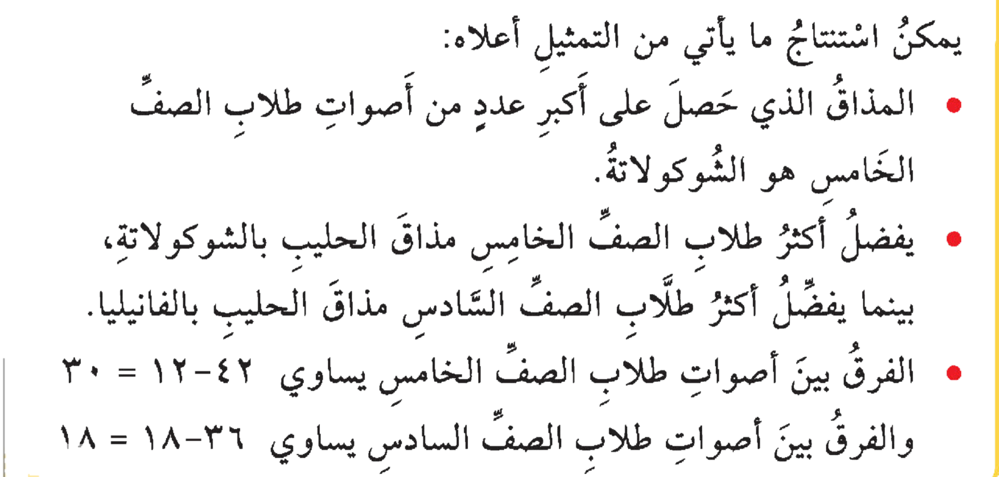 يمكنُ اسْتنتاجُ ما يأتي من التمثيلِ أعلاه:
• المذاقُ الذي حَصلَ على أَكبرِ عددٍ من أَصواتِ طلابِ الصفِّ
الخَامسِ هو الشُوكولاتةُ.
• يفضلُ أكثرُ طلابِ الصفِّ الخامِسِ مذاقَ الحليبِ بالشوكولاتةِ،
بينما يفضِّلُ أكثرُ طلَّابِ الصفِّ السَّادسِ مذاقَ الحليبِ بالفانيليا.
• الفرقُ بينَ أصواتِ طلابِ الصفِّ الخامسِ يساوي ٤٢-١٢ = ٣٠
والفرقُ بينَ أصواتِ طلابِ الصفِّ السادسِ يساوي ٣٦-١٨ = ١٨